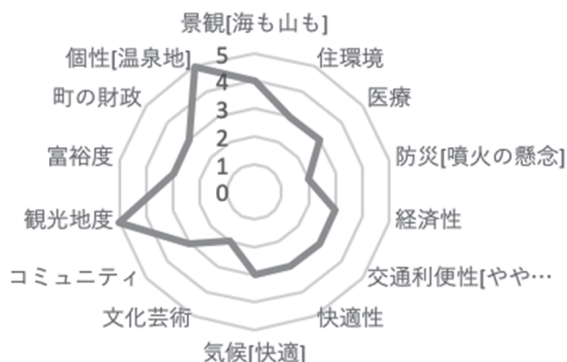 景観[海も山も]
個性[温泉地]
住環境
町の財政
医療
富裕度
防災[噴火の懸念]
観光地度
経済性
コミュニティ
交通利便性[やや…
文化芸術
快適性
気候[快適]
5
4
3
2
1
0